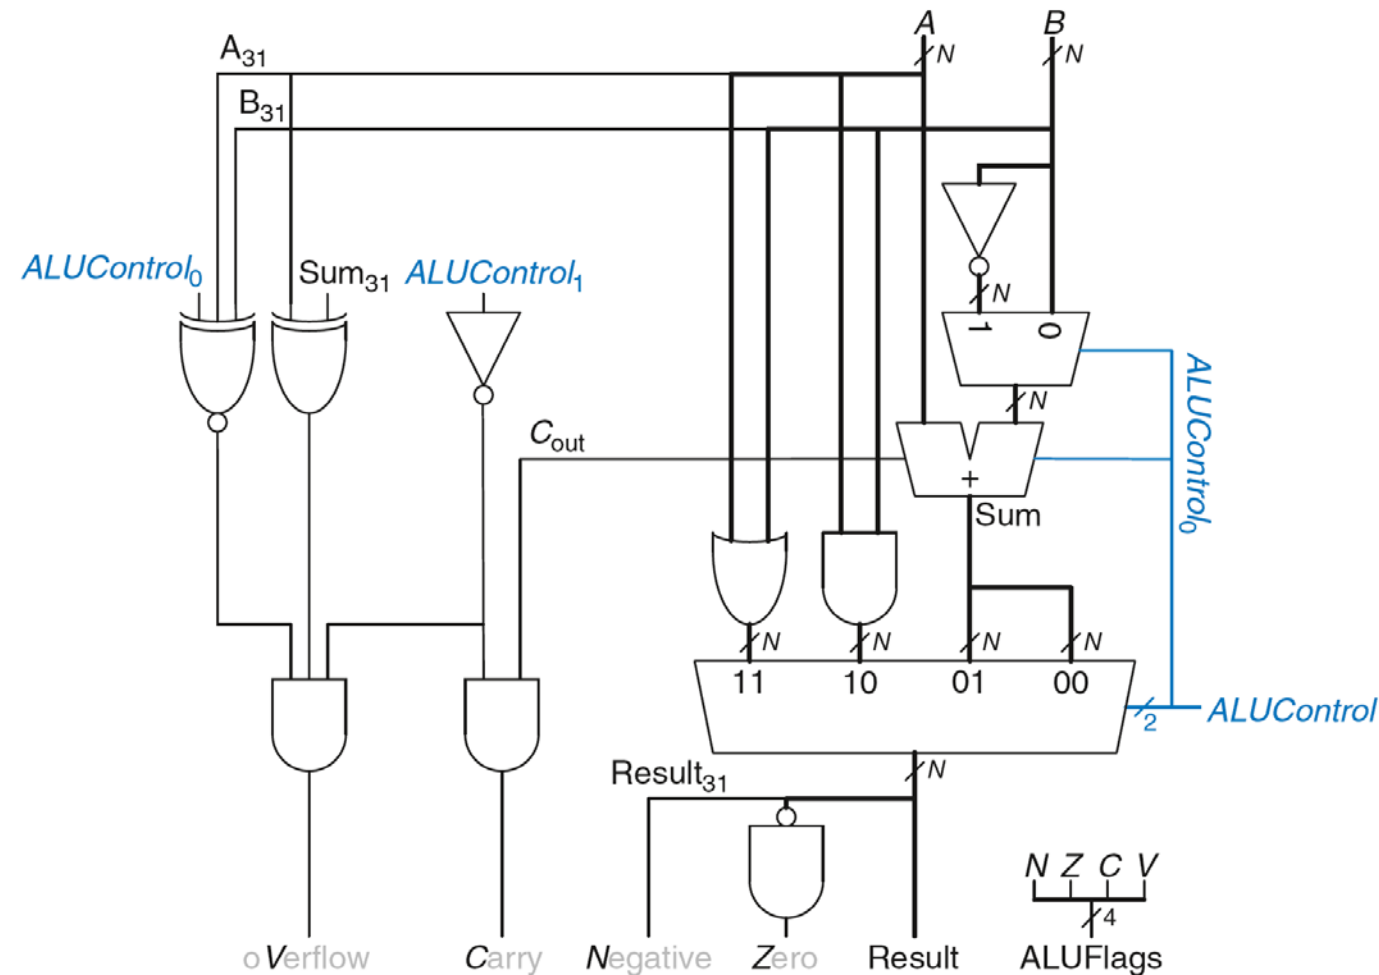 A B
A31 N N
B31
ALUControl0 Sum31 ALUControl1
N
1 0
ALUControl0
N
Cout
+
Sum
N N N N
11 10 01 00
2 ALUControl
N
Result31
N Z C V
4
oVerflow Carry Negative Zero Result ALUFlags